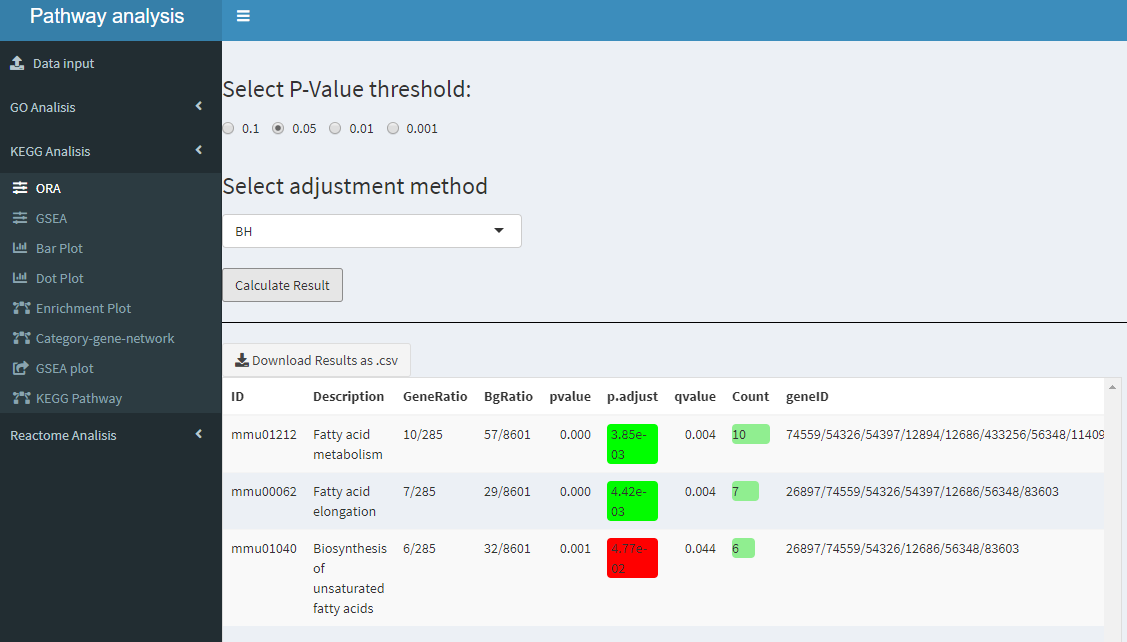 Pathway analysis
Data input
GO Analisis
KEGG Analisis
ORA
GSEA
Bar Plot
Dot Plot
Enrichment Plot
Category-gene-network
GSEA plot
KEGG Pathway
Reactome Analisis
Select P-Value threshold:
0.1 0.05 0.01 0.001
Select adjustment method
BH
Calculate Result
Download Results as .csv
ID Description GeneRatio BgRatio pvalue p.adjust qvalue Count geneID
mmu01212 Fatty acid 10/285 57/8601 0.000 3.85e- 0.004 10 74559/54326/54397/12894/12686/433256/56348/11409
metabolism 03
mmu00062 Fatty acid 7/285 29/8601 0.000 4.42e- 0.004 7 26897/74559/54326/54397/12686/56348/83603
elongation 03
mmu01040 Biosynthesis 6/285 32/8601 0.001 4.77e- 0.044 6 26897/74559/54326/12686/56348/83603
of 02
unsaturated
fatty acids